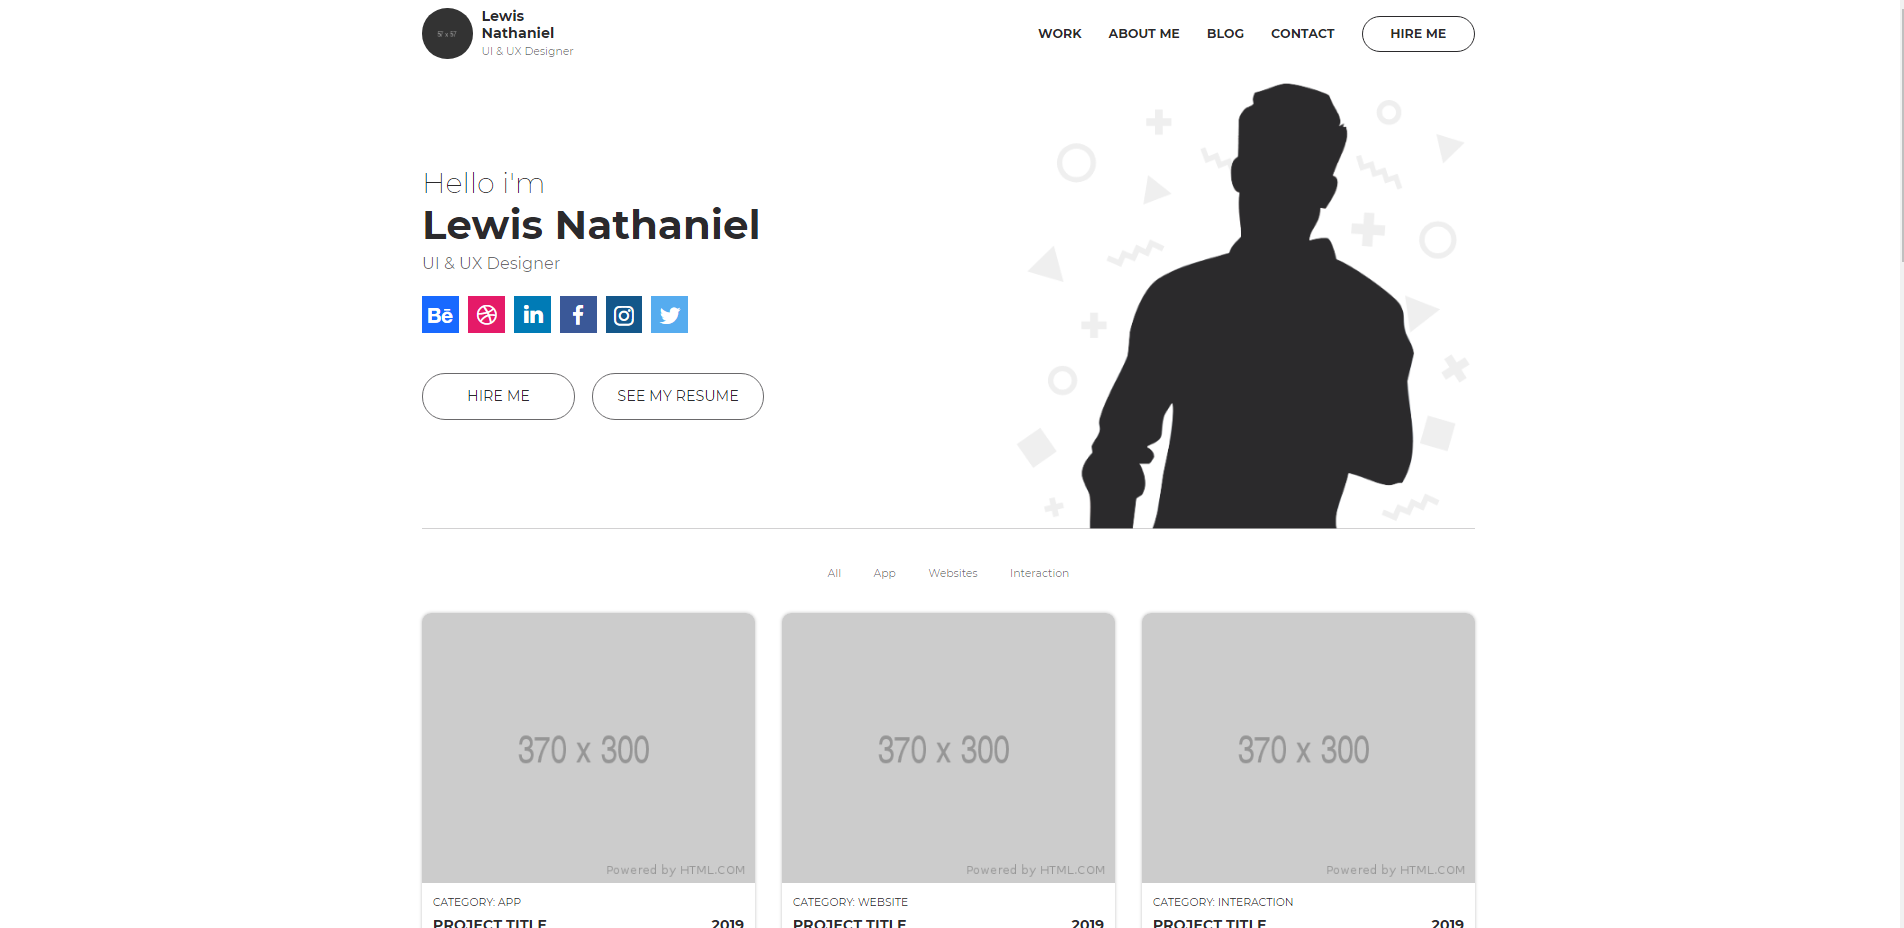 57 x 57
Lewis
Nathaniel
UI & UX Designer
WORK ABOUT ME BLOG CONTACT HIRE ME
Hello i'm
Lewis Nathaniel
UI & UX Designer
Bē in f
HIRE ME SEE MY RESUME
All App Websites Interaction
370 x 300 370 x 300 370 x 300
Powered by HTML.COM Powered by HTML.COM Powered by HTML.COM
CATEGORY: APP CATEGORY: WEBSITE CATEGORY: INTERACTION
PROJECT TITLE 2019 PROJECT TITLE 2019 PROJECT TITLE 2019